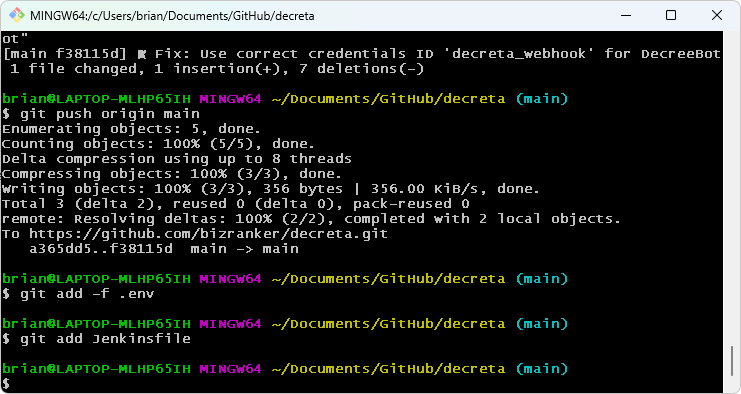 MINGW64:/c/Users/brian/Documents/GitHub/decreta
ot"
[main f38115d] Fix: Use correct credentials ID 'decreta_webhook' for DecreeBot
 1 file changed, 1 insertion(+), 7 deletions(-)
brian@LAPTOP-MLHP65IH MINGW64 ~/Documents/GitHub/decreta (main)
$ git push origin main
Enumerating objects: 5, done.
Counting objects: 100% (5/5), done.
Delta compression using up to 8 threads
Compressing objects: 100% (3/3), done.
Writing objects: 100% (3/3), 356 bytes | 356.00 KiB/s, done.
Total 3 (delta 2), reused 0 (delta 0), pack-reused 0
remote: Resolving deltas: 100% (2/2), completed with 2 local objects.
To https://github.com/bizranker/decreta.git
   a365dd5..f38115d  main -> main
brian@LAPTOP-MLHP65IH MINGW64 ~/Documents/GitHub/decreta (main)
$ git add -f .env
brian@LAPTOP-MLHP65IH MINGW64 ~/Documents/GitHub/decreta (main)
$ git add Jenkinsfile
brian@LAPTOP-MLHP65IH MINGW64 ~/Documents/GitHub/decreta (main)
$